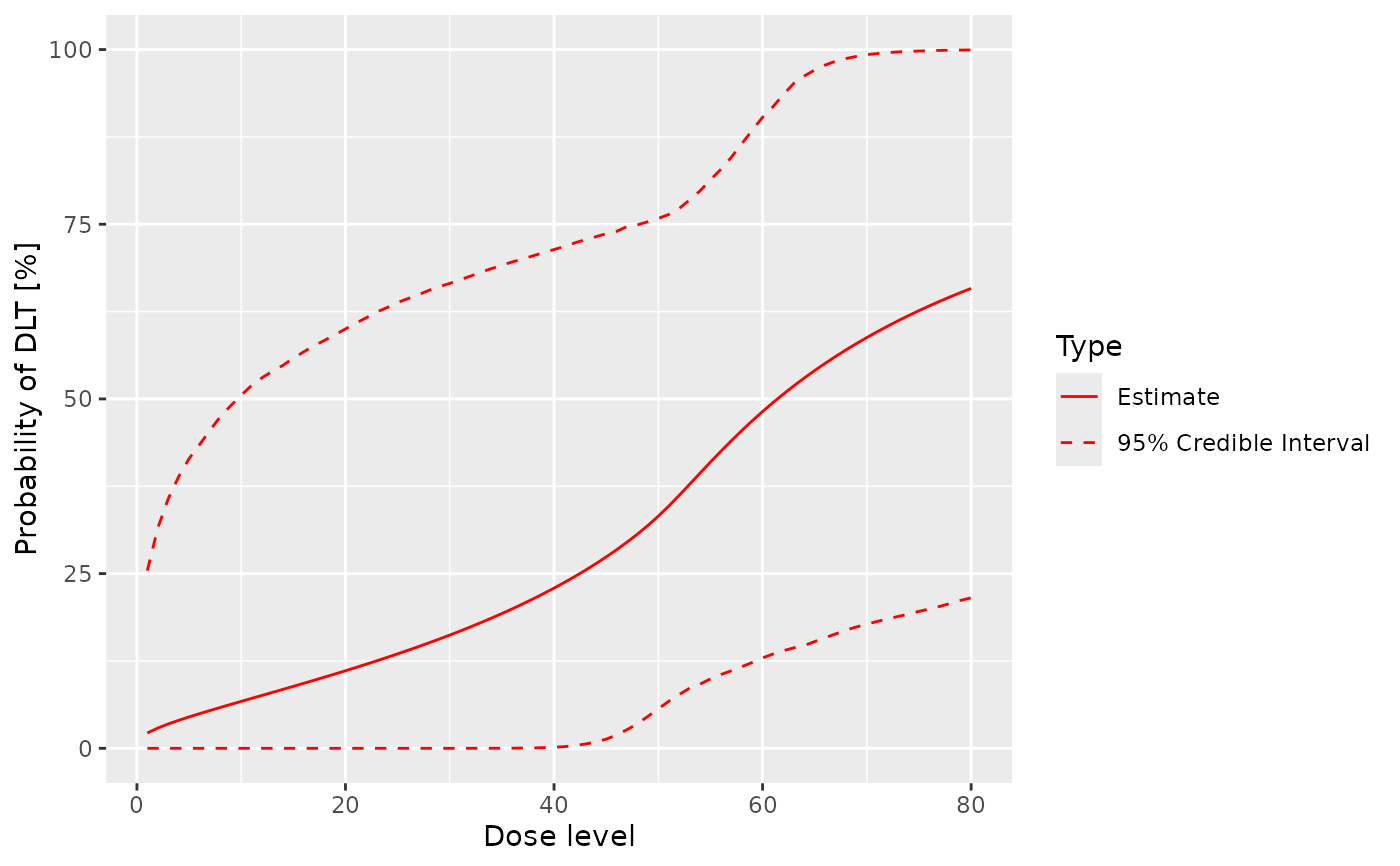 100
75
50
25
0
Probability of DLT [%]
0 20 40 60 80
Dose level
Type
Estimate
95% Credible Interval